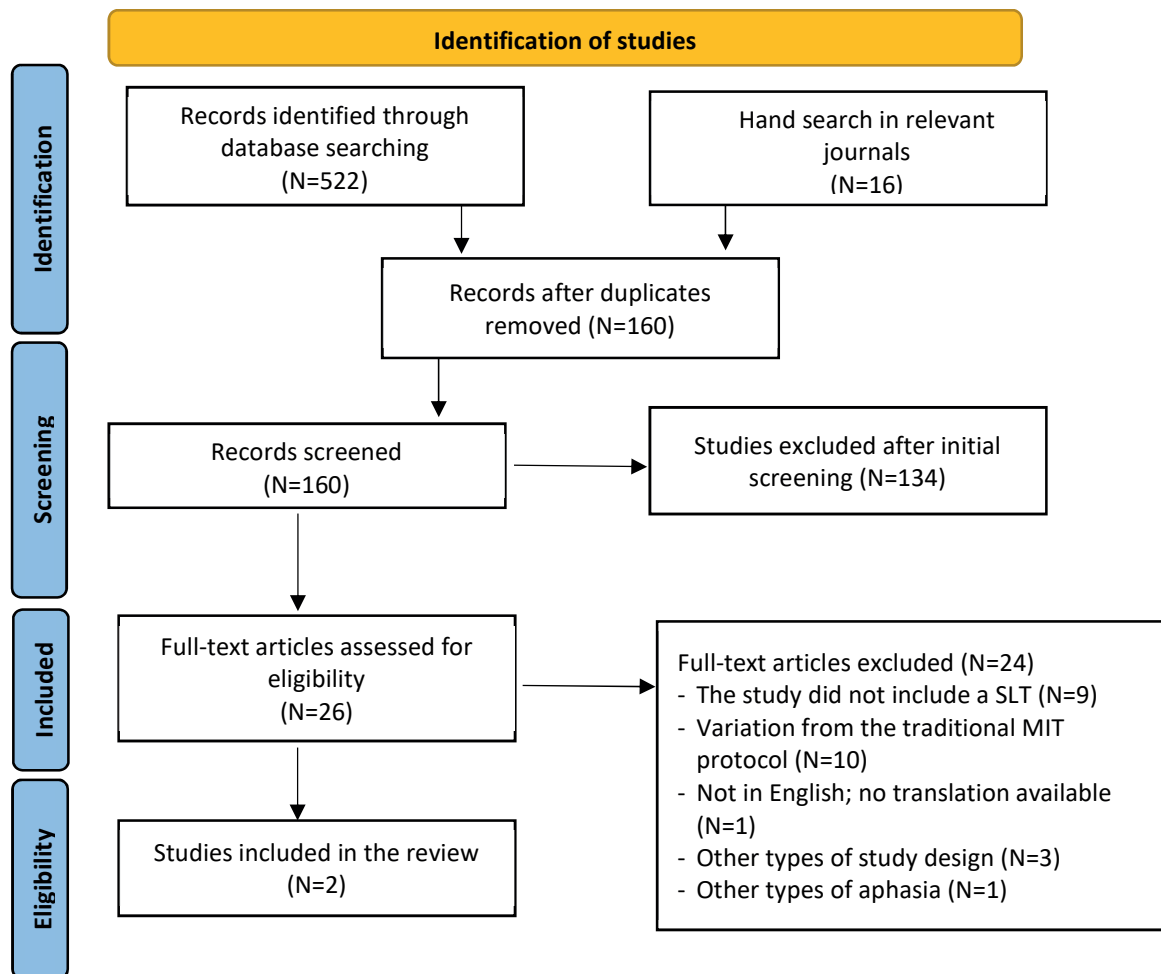 Identification of studies
Identification
Records identified through
database searching
(N=522)
Hand search in relevant
journals
(N=16)
Records after duplicates
removed (N=160)
Screening
Records screened
(N=160)
Studies excluded after initial
screening (N=134)
Included
Full-text articles assessed for
eligibility
(N=26)
Full-text articles excluded (N=24)
- The study did not include a SLT (N=9)
- Variation from the traditional MIT
protocol (N=10)
- Not in English; no translation available
(N=1)
- Other types of study design (N=3)
- Other types of aphasia (N=1)
Eligibility
Studies included in the review
(N=2)